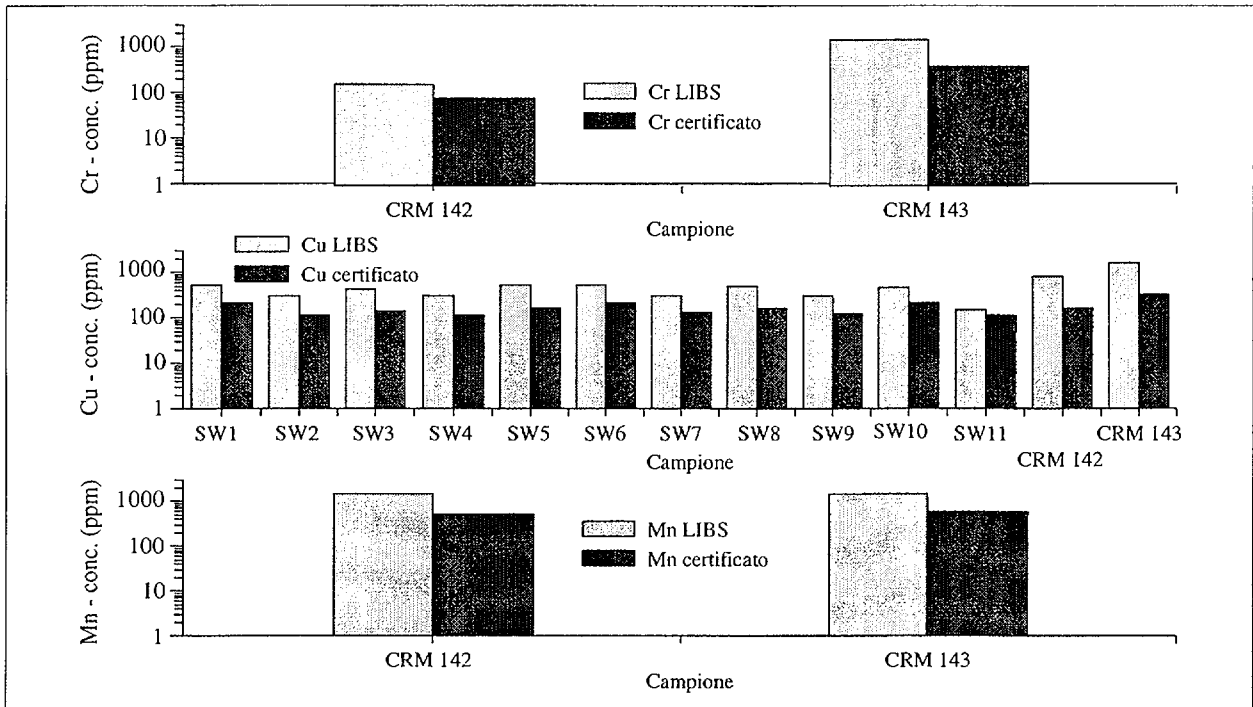 Cr - conc. (ppm)
1000
100
10
1
Cr LIBS
Cr certificato
CRM 142
CRM 143
Campione
Cu - conc. (ppm)
1000
100
10
1
Cu LIBS
Cu certificato
SW1 SW2 SW3 SW4 SW5 SW6 SW7 SW8 SW9 SW10 SW11 CRM 142 CRM 143
Campione
Mn - conc. (ppm)
1000
100
10
1
Mn LIBS
Mn certificato
CRM 142
CRM 143
Campione